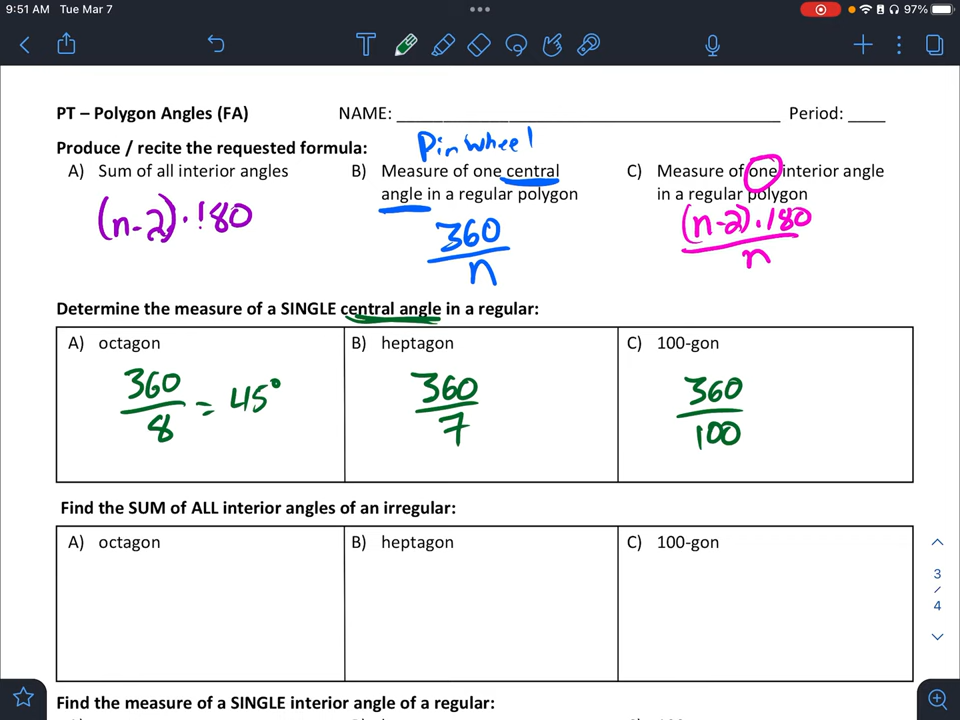 9:51 AM Tue Mar 7
97%
T
PT – Polygon Angles (FA) NAME: ________ Period: ____
Pinwheel
Produce / recite the requested formula:
A) Sum of all interior angles
(n-2)·180
B) Measure of one central
angle in a regular polygon
360
n
C) Measure of one interior angle
in a regular polygon
(n-2)·180
n
Determine the measure of a SINGLE central angle in a regular:
A) octagon
360
8
= 45°
B) heptagon
360
7
C) 100-gon
360
100
Find the SUM of ALL interior angles of an irregular:
A) octagon
B) heptagon
C) 100-gon
3
/
4
Find the measure of a SINGLE interior angle of a regular: